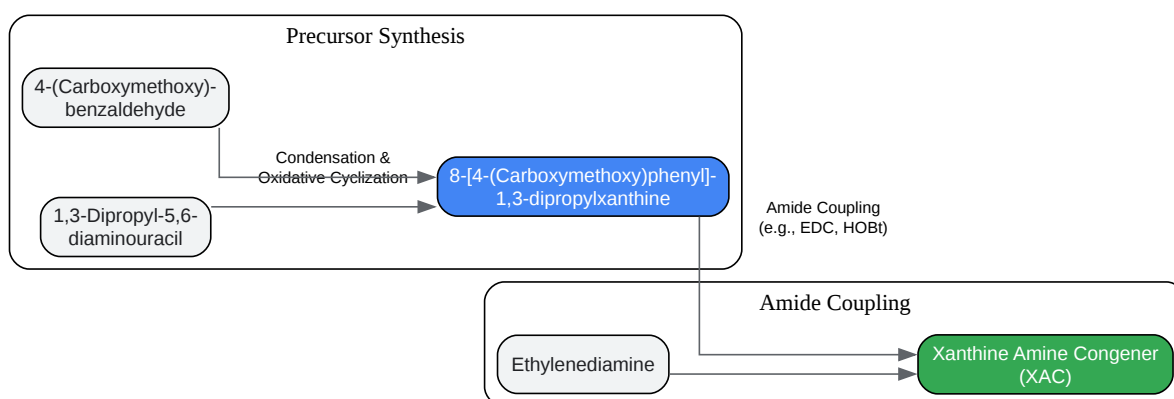 Precursor Synthesis
4-(Carboxymethoxy)-
benzaldehyde
Condensation &
Oxidative Cyclization
8-[4-(Carboxymethoxy)phenyl]-
1,3-dipropylxanthine
1,3-Dipropyl-5,6-
diaminouracil
Amide Coupling
(e.g., EDC, HOBt)
Amide Coupling
Ethylenediamine
Xanthine Amine Congener
(XAC)